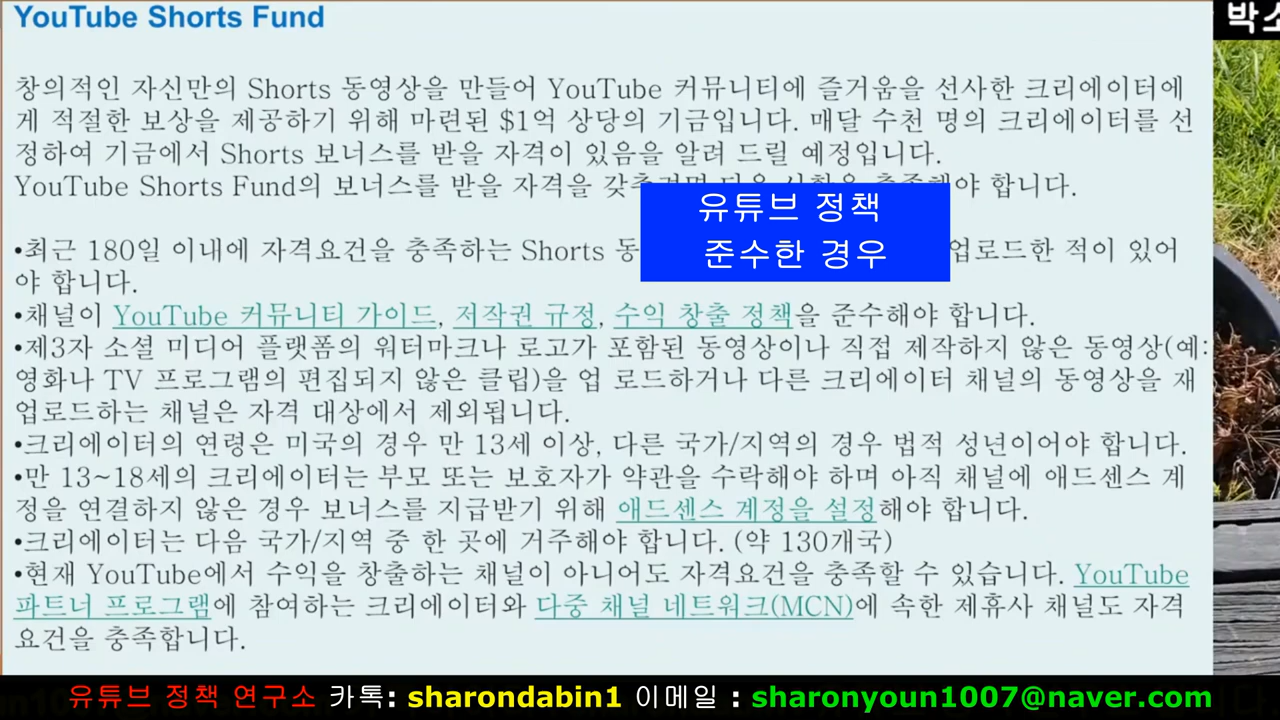 YouTube Shorts Fund
박소
창의적인 자신만의 Shorts 동영상을 만들어 YouTube 커뮤니티에 즐거움을 선사한 크리에이터에
게 적절한 보상을 제공하기 위해 마련된 $1억 상당의 기금입니다. 매달 수천 명의 크리에이터를 선
정하여 기금에서 Shorts 보너스를 받을 자격이 있음을 알려 드릴 예정입니다.
YouTube Shorts Fund의 보너스를 받을 자격을 해야 합니다.
유튜브 정책
준수한 경우
•최근 180일 이내에 자격요건을 충족하는 Shorts 동 업로드한 적이 있어
야 합니다.
•채널이 YouTube 커뮤니티 가이드, 저작권 규정, 수익 창출 정책을 준수해야 합니다.
•제3자 소셜 미디어 플랫폼의 워터마크나 로고가 포함된 동영상이나 직접 제작하지 않은 동영상(예:
영화나 TV 프로그램의 편집되지 않은 클립)을 업 로드하거나 다른 크리에이터 채널의 동영상을 재
업로드하는 채널은 자격 대상에서 제외됩니다.
•크리에이터의 연령은 미국의 경우 만 13세 이상, 다른 국가/지역의 경우 법적 성년이어야 합니다.
•만 13~18세의 크리에이터는 부모 또는 보호자가 약관을 수락해야 하며 아직 채널에 애드센스 계
정을 연결하지 않은 경우 보너스를 지급받기 위해 애드센스 계정을 설정해야 합니다.
•크리에이터는 다음 국가/지역 중 한 곳에 거주해야 합니다. (약 130개국)
•현재 YouTube에서 수익을 창출하는 채널이 아니어도 자격요건을 충족할 수 있습니다. YouTube
파트너 프로그램에 참여하는 크리에이터와 다중 채널 네트워크(MCN)에 속한 제휴사 채널도 자격
요건을 충족합니다.
유튜브 정책 연구소 카톡: sharondabin1 이메일 : sharonyoun1007@naver.com